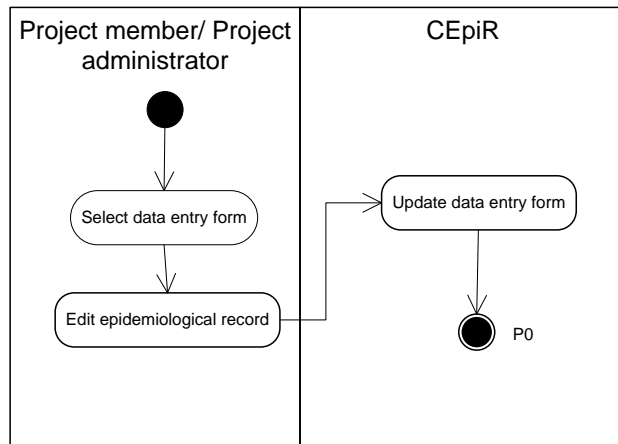 Project member/ Project
administrator
CEpiR
Select data entry form
Update data entry form
Edit epidemiological record
P0